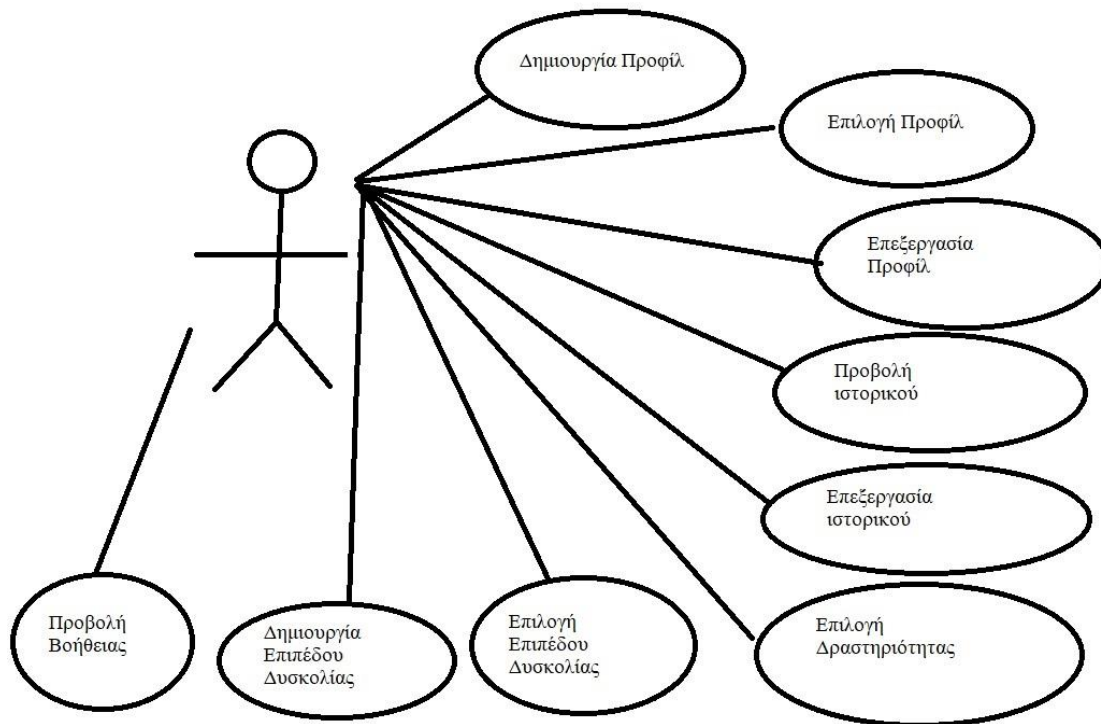 Δημιουργία Προφίλ
Επιλογή Προφίλ
Επεξεργασία
Προφίλ
Προβολή
ιστορικού
Επεξεργασία
ιστορικού
Επιλογή
Δραστηριότητας
Επιλογή
Επιπέδου
Δυσκολίας
Δημιουργία
Επιπέδου
Δυσκολίας
Προβολή
Βοήθειας